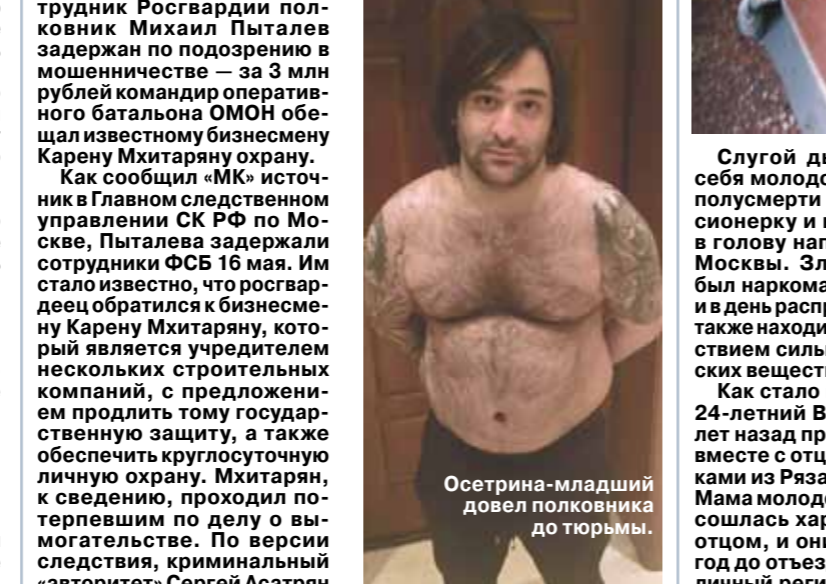 трудник Росгвардии пол-
ковник Михаил Пыталев
задержан по подозрению в
мошенничестве — за 3 млн
рублей командир оператив-
ного батальона ОМОН обе-
щал известному бизнесмену
Карену Мхитаряну охрану.
Как сообщил «МК» источ-
ник в Главном следственном
управлении СК РФ по Мо-
скве, Пыталева задержали
сотрудники ФСБ 16 мая. Им
стало известно, что росгвар-
деец обратился к бизнесме-
ну Карену Мхитаряну, кото-
рый является учредителем
нескольких строительных
компаний, с предложени-
ем продлить тому государ-
ственную защиту, а также
обеспечить круглосуточную
личную охрану. Мхитарян,
к сведению, проходил по-
терпевшим по делу о вы-
могательстве. По версии
следствия, криминальный
«авторитет» Сергей Асатрян
Осетрина-младший
довел полковника
до тюрьмы.
Слугой
себя молодо
полусмерти
сионерку и
в голову
Москвы. Зл
был наркома
и в день
также находи
ствием силь
ских веществ
Как стало
24-летний В
лет назад пр
вместе с отц
ками из Ряза
Мама молод
сошлась хар
отцом, и они
год до отъез